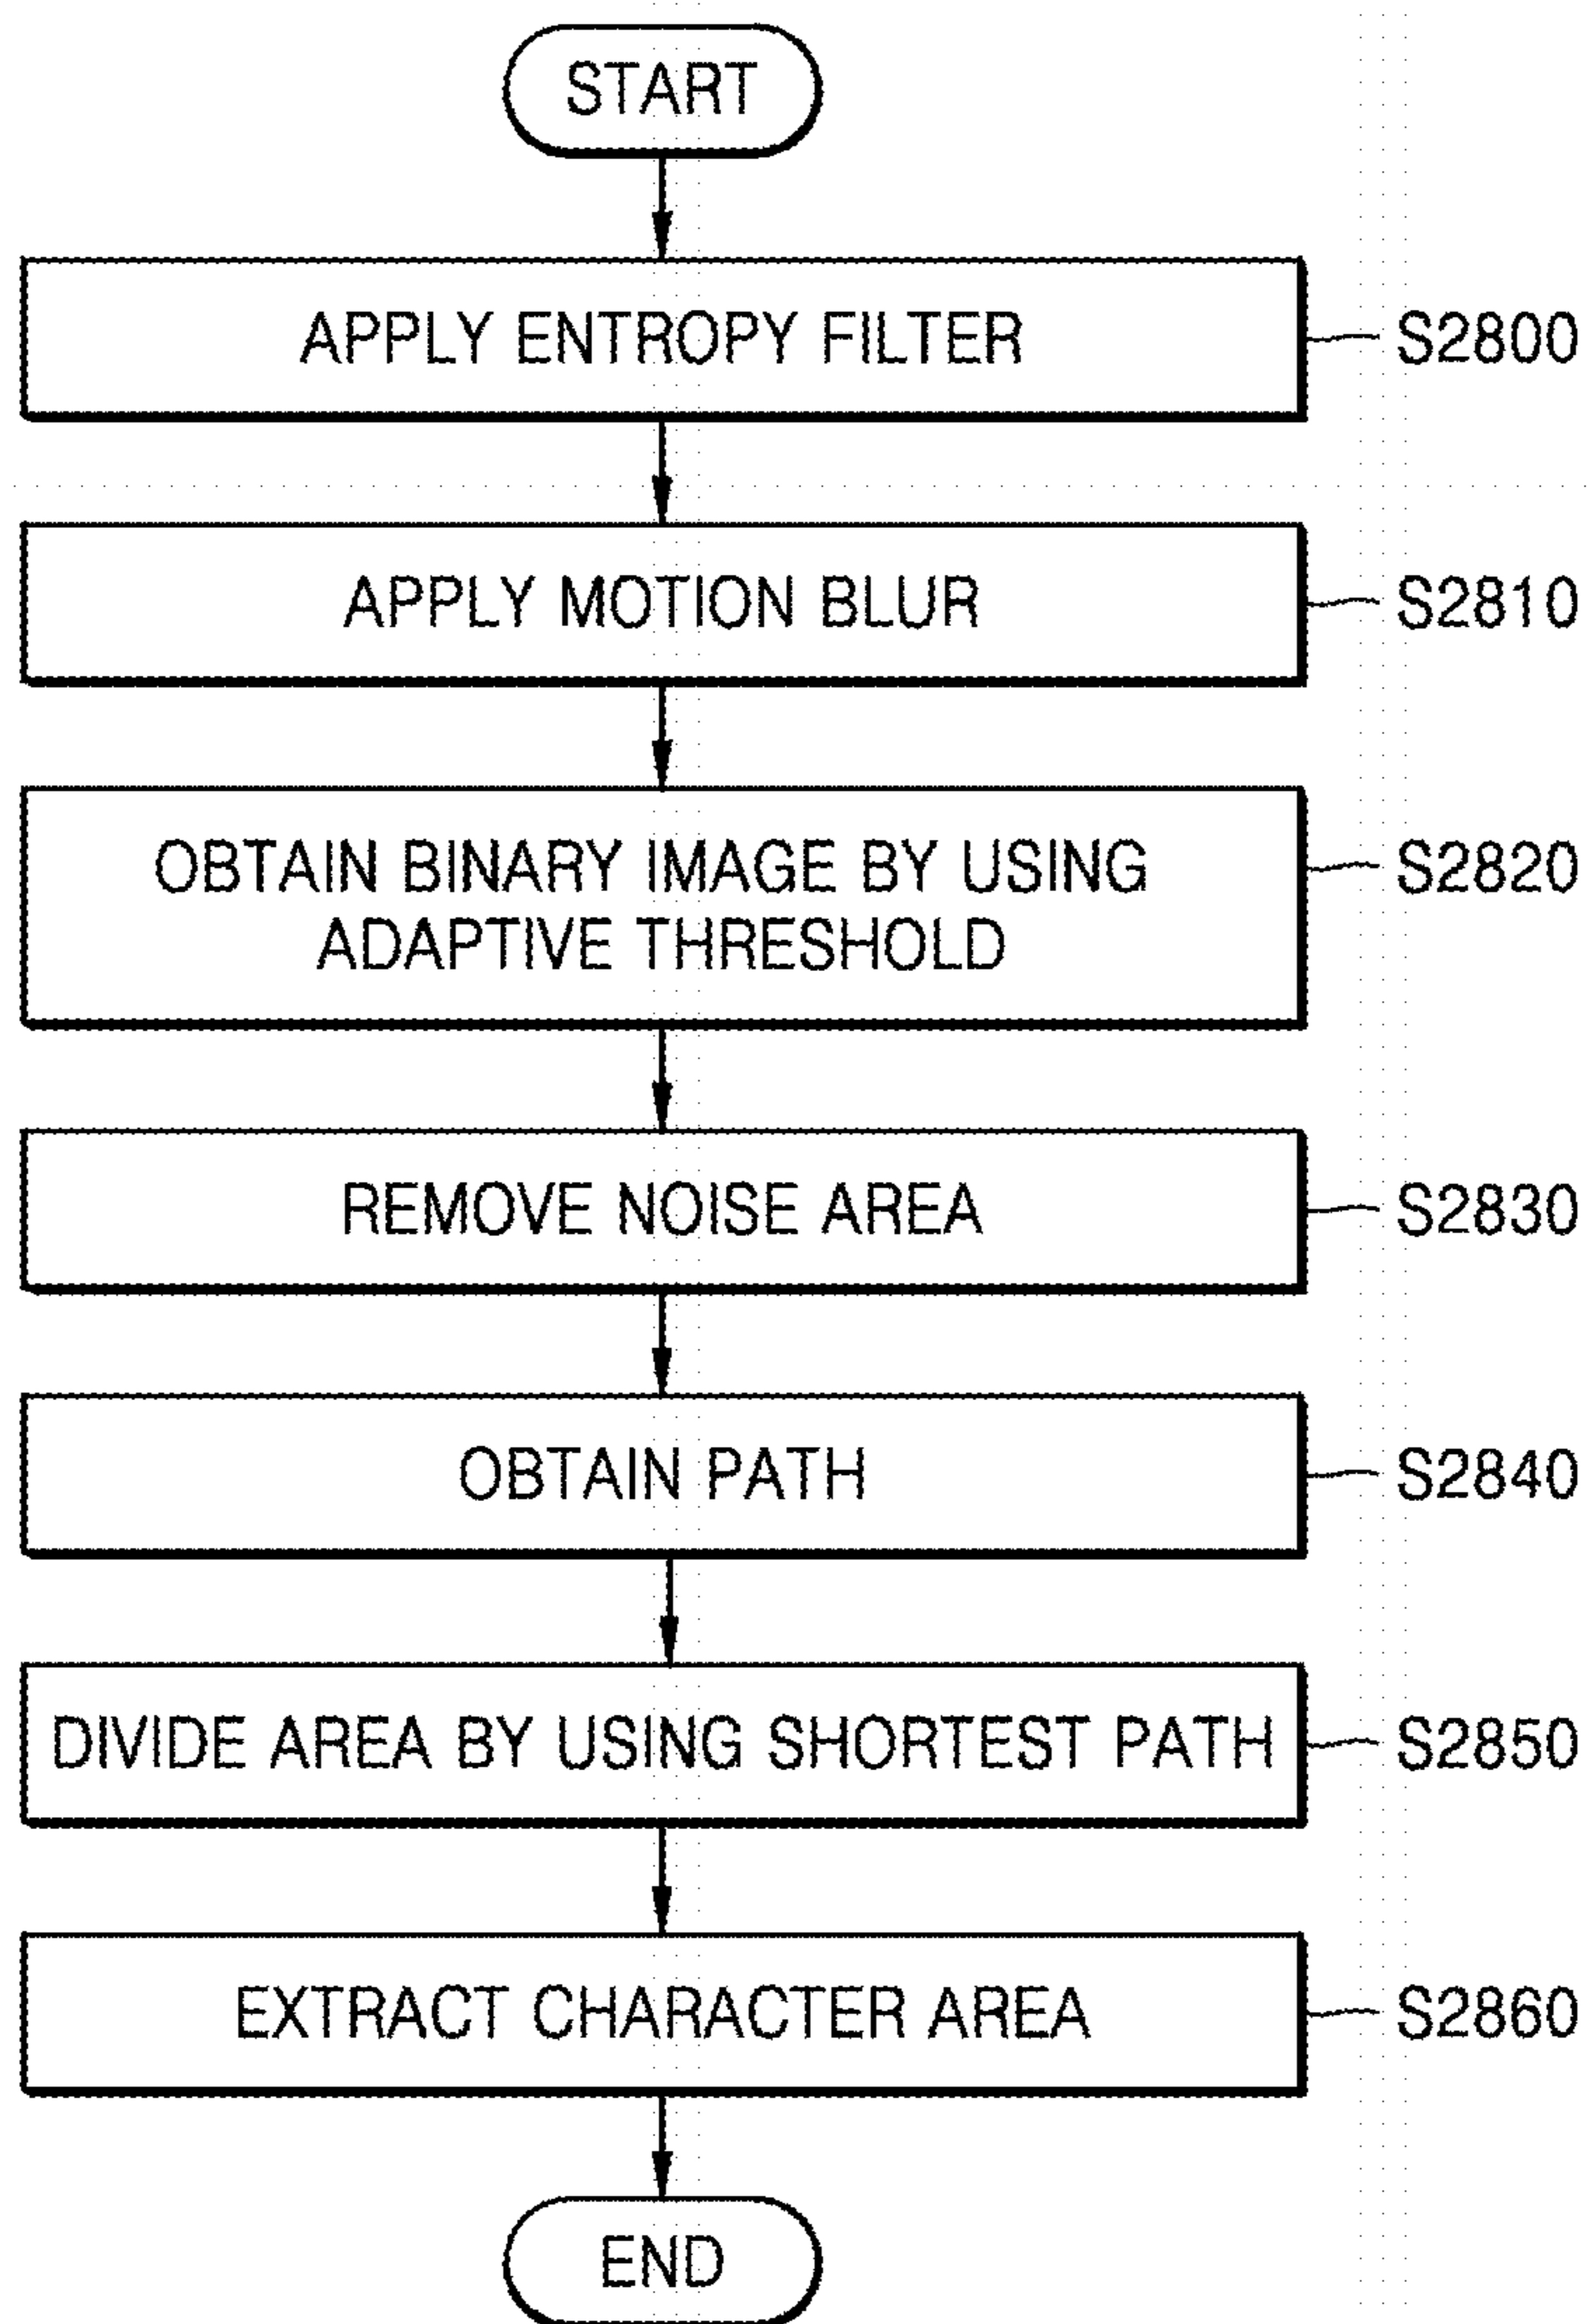 START
APPLY ENTROPY FILTER
S2800
APPLY MOTION BLUR
S2810
OBTAIN BINARY IMAGE BY USING
ADAPTIVE THRESHOLD
S2820
REMOVE NOISE AREA
S2830
OBTAIN PATH
S2840
DIVIDE AREA BY USING SHORTEST PATH
S2850
EXTRACT CHARACTER AREA
S2860
END